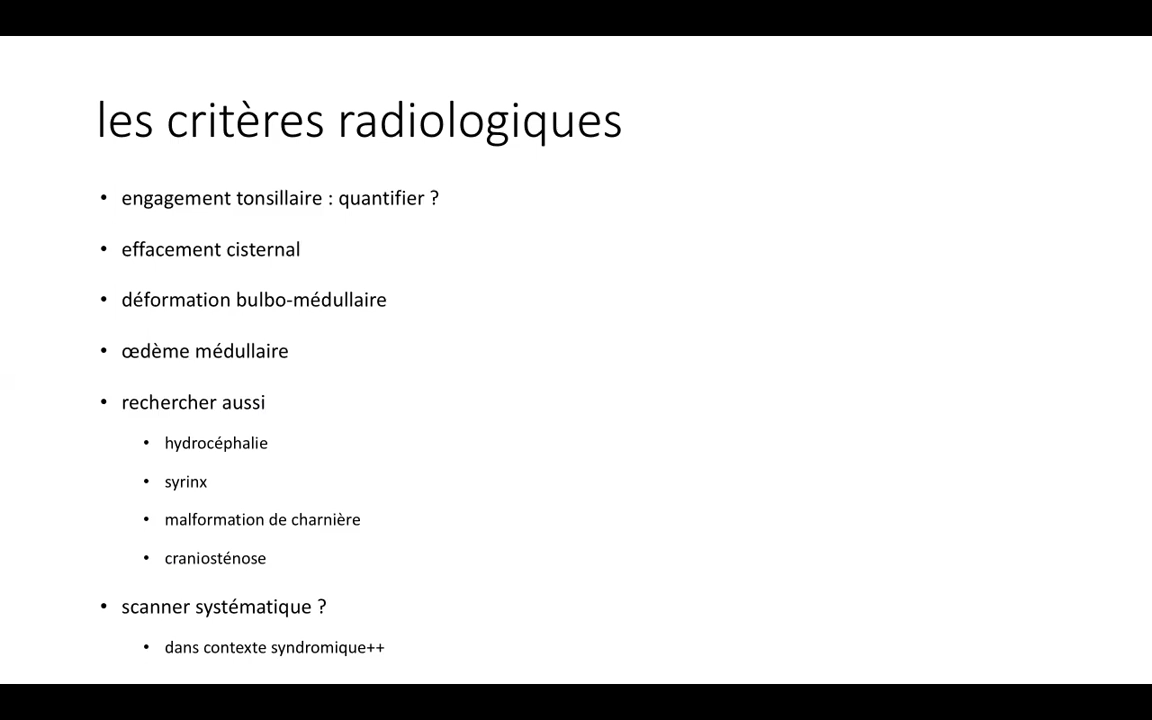 les critères radiologiques
• engagement tonsillaire : quantifier ?
• effacement cisternal
• déformation bulbo-médullaire
• œdème médullaire
• rechercher aussi
• hydrocéphalie
• syrinx
• malformation de charnière
• craniosténose
• scanner systématique ?
• dans contexte syndromique++